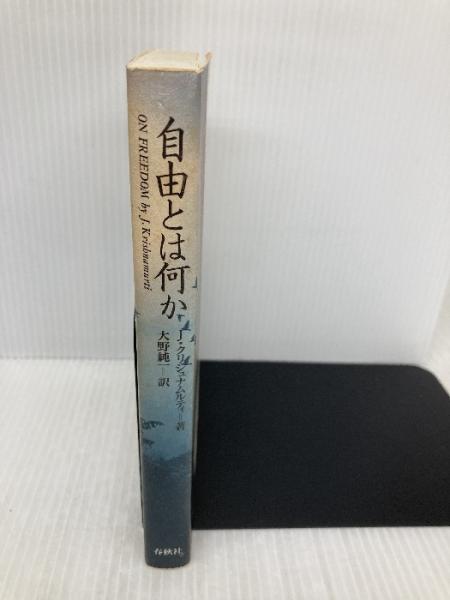 自由とは何か
ON FREEDOM by J. Krishnamurti
J・クリシュナムルティ=著
大野純一=訳
春秋社